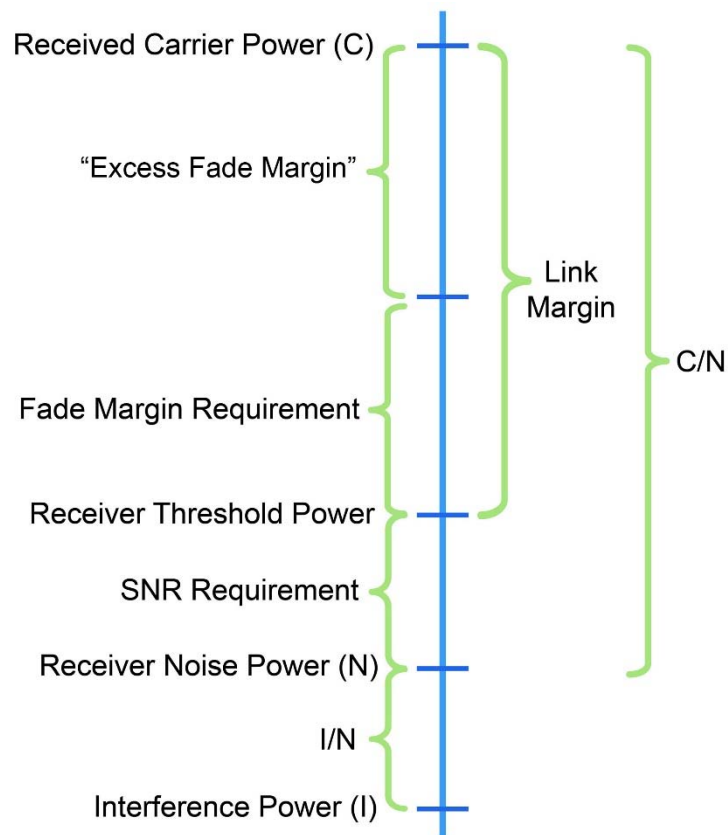 Received Carrier Power (C)
“Excess Fade Margin”
Link
Margin
C/N
Fade Margin Requirement
Receiver Threshold Power
SNR Requirement
Receiver Noise Power (N)
I/N
Interference Power (I)